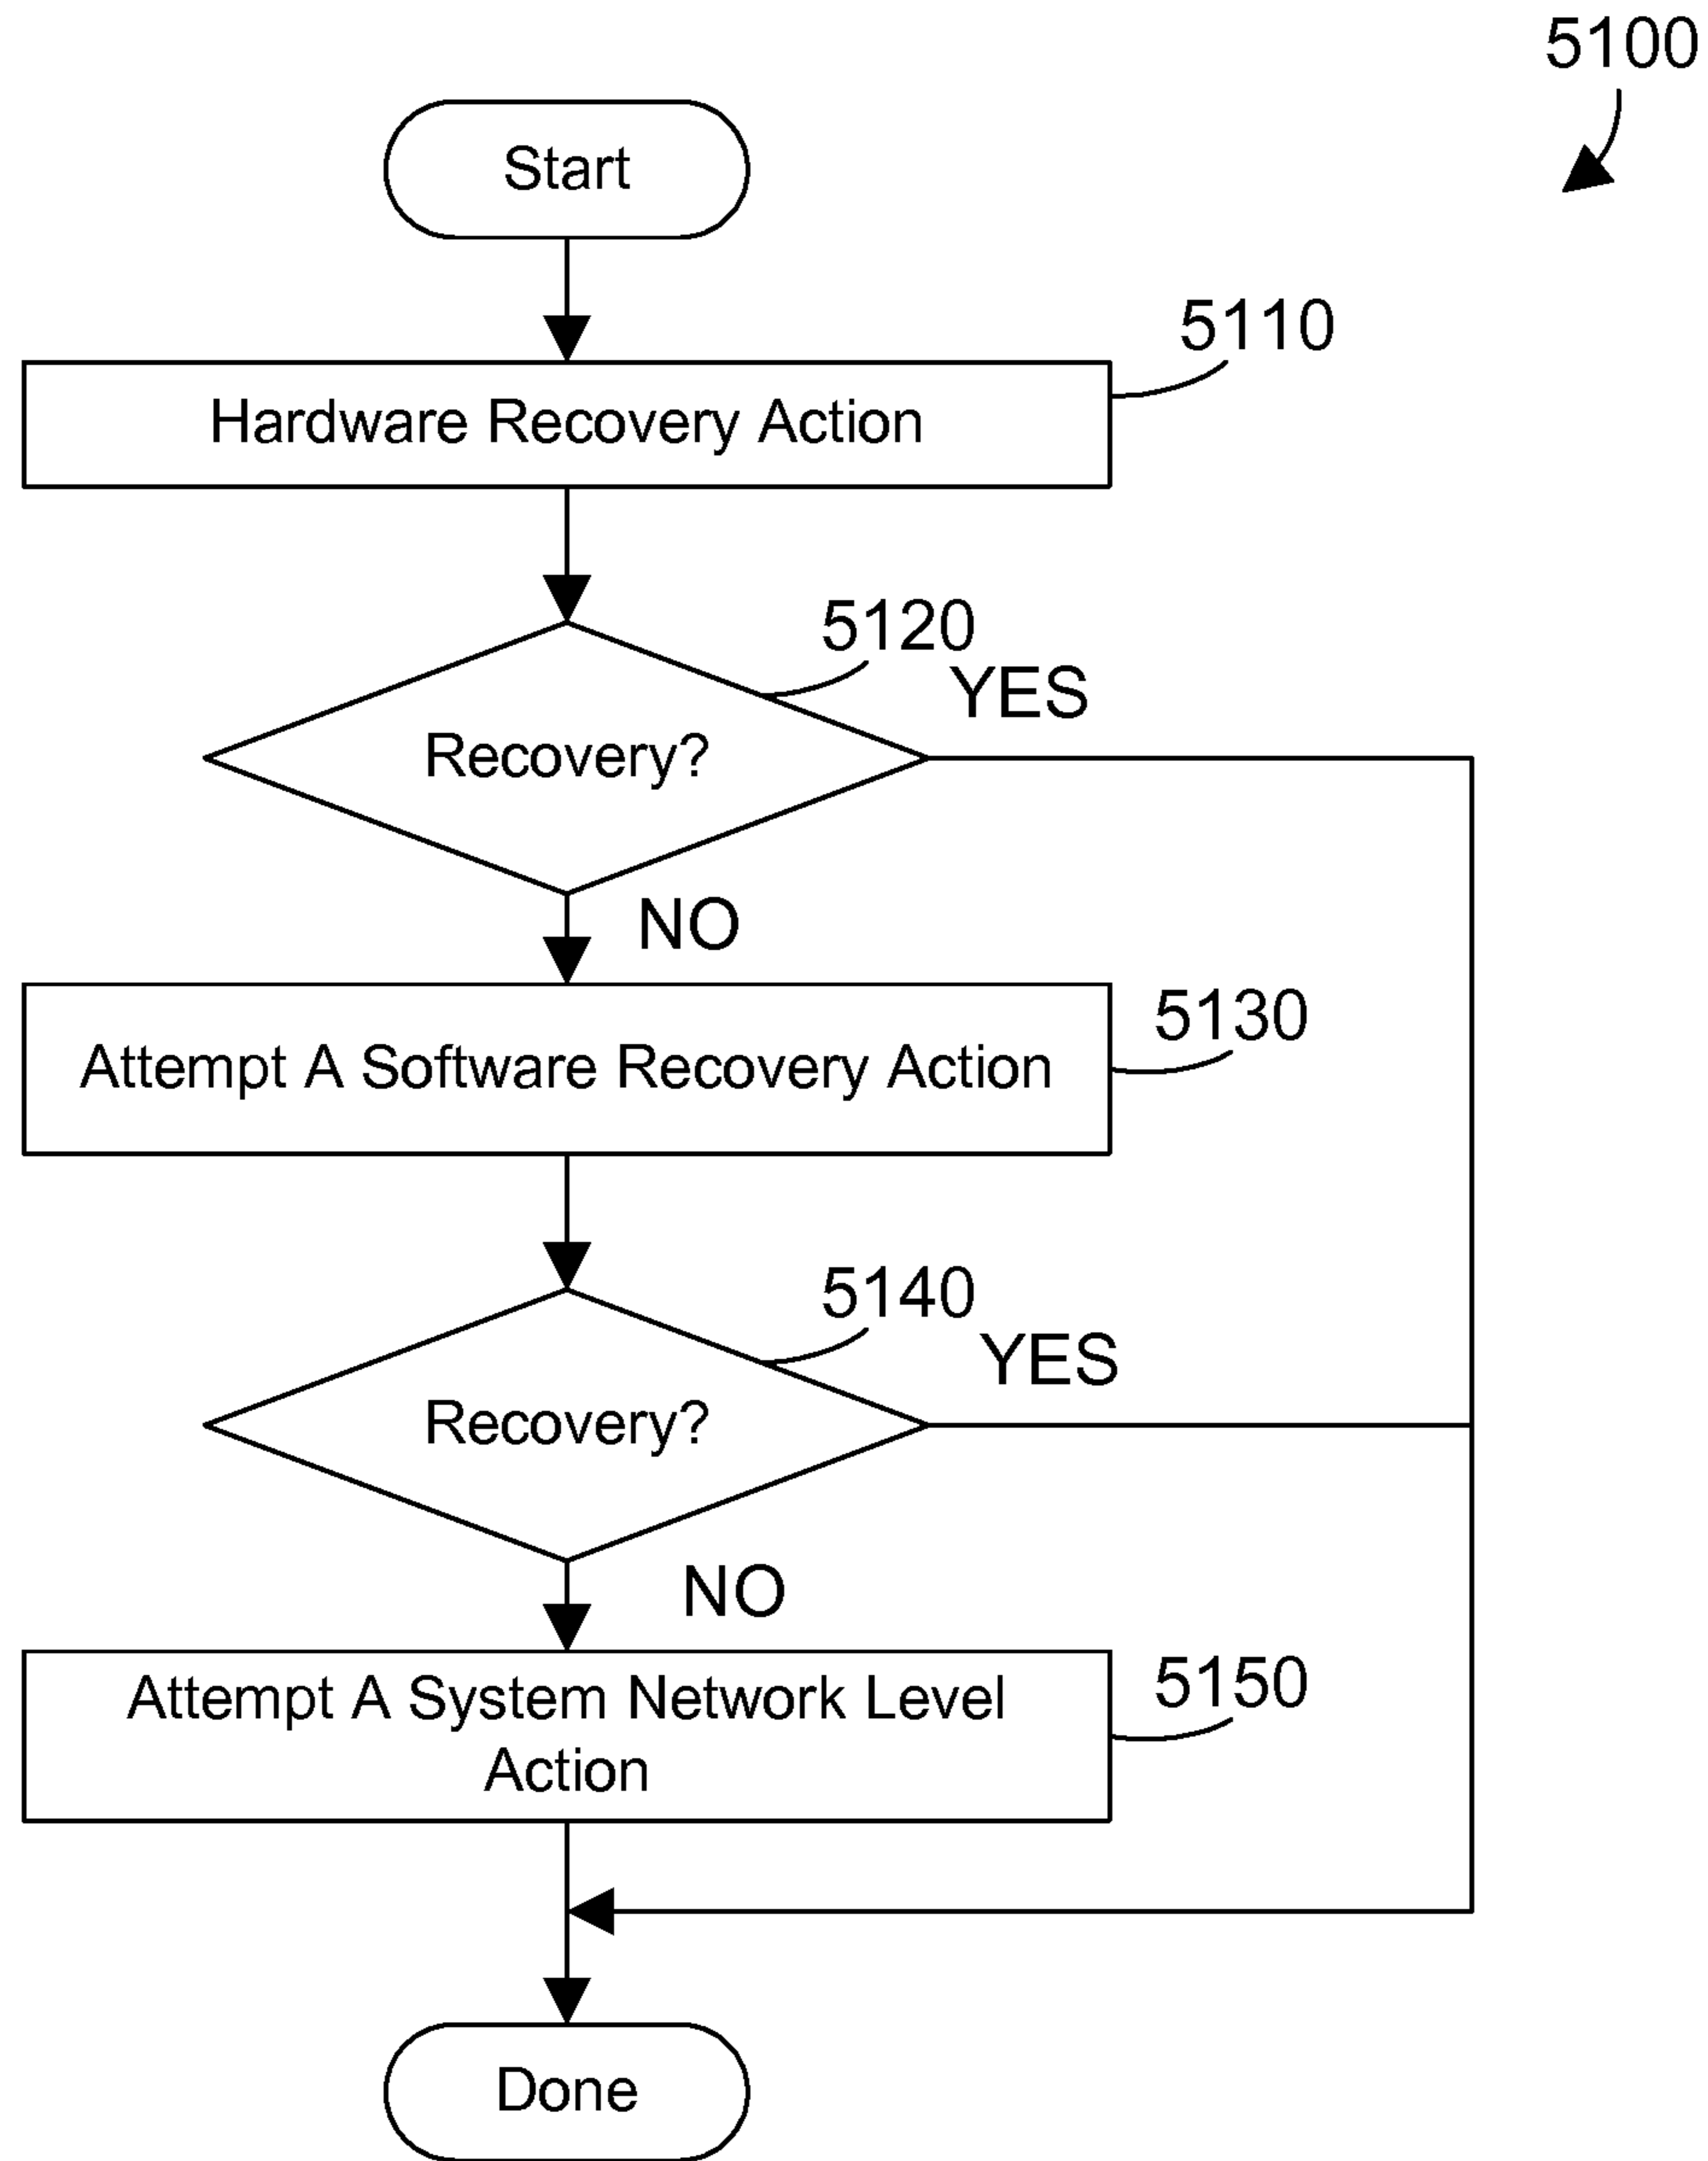 5100
Start
5110
Hardware Recovery Action
5120
YES
Recovery?
NO
5130
Attempt A Software Recovery Action
5140
YES
Recovery?
NO
5150
Attempt A System Network Level
Action
Done